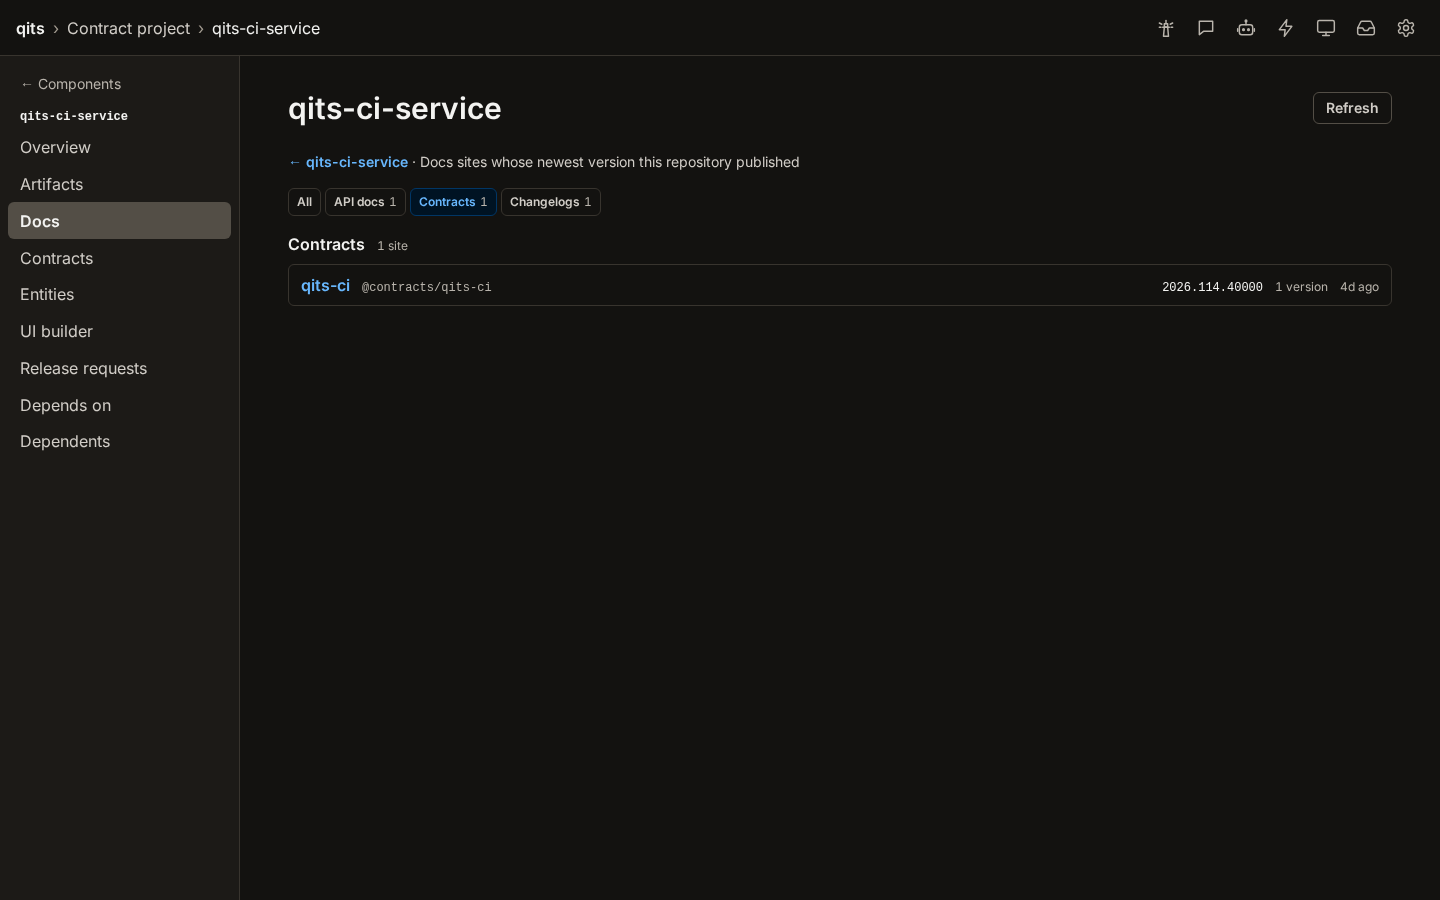 qits › Contract project › qits-ci-service
← Components
qits-ci-service
Overview
Artifacts
Docs
Contracts
Entities
UI builder
Release requests
Depends on
Dependents
qits-ci-service
Refresh
← qits-ci-service · Docs sites whose newest version this repository published
All API docs 1 Contracts 1 Changelogs 1
Contracts 1 site
qits-ci @contracts/qits-ci 2026.114.40000 1 version 4d ago